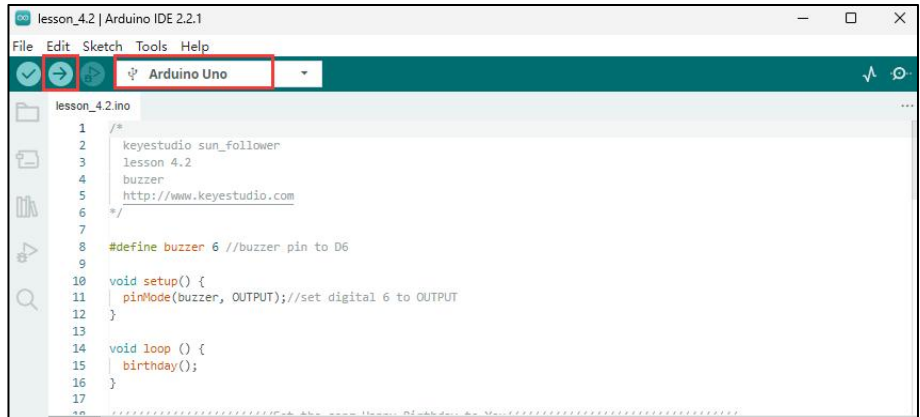 lesson_4.2 | Arduino IDE 2.2.1
File Edit Sketch Tools Help
Arduino Uno
lesson_4.2.ino
1 /*
2 keyestudio sun_follower
3 lesson 4.2
4 buzzer
5 http://www.keyestudio.com
6 */
7
8 #define buzzer 6 //buzzer pin to D6
9
10 void setup() {
11 pinMode(buzzer, OUTPUT);//set digital 6 to OUTPUT
12 }
13
14 void loop () {
15 birthday();
16 }
17